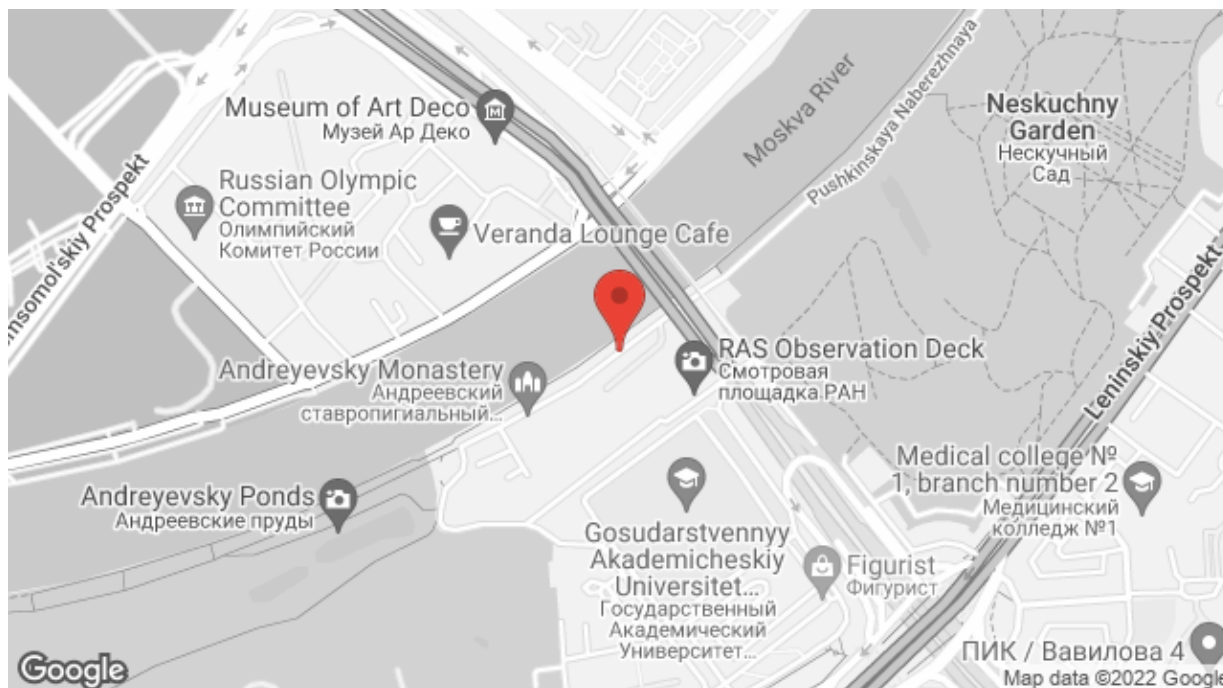 Museum of Art Deco
Музей Ар Деко
Russian Olympic
Committee
Олимпийский
Комитет России
Veranda Lounge Cafe
Moskva River
Pushkinskaya Naberezhnaya
Neskuchny
Garden
Нескучный
Сад
msomol'skiy Prospekt
Andreyevsky Monastery
Андреевский
ставропигиальный...
RAS Observation Deck
Смотровая
площадка РАН
Leninskiy Prospekt
Andreyevsky Ponds
Андреевские пруды
Gosudarstvennyy
Akademicheskiy
Universitet...
Государственный
Академический
Университет...
Medical college №
1, branch number 2
Медицинский
колледж №1
Figurist
Фигурист
ПИК / Вавилова 4
Google
Map data ©2022 Google